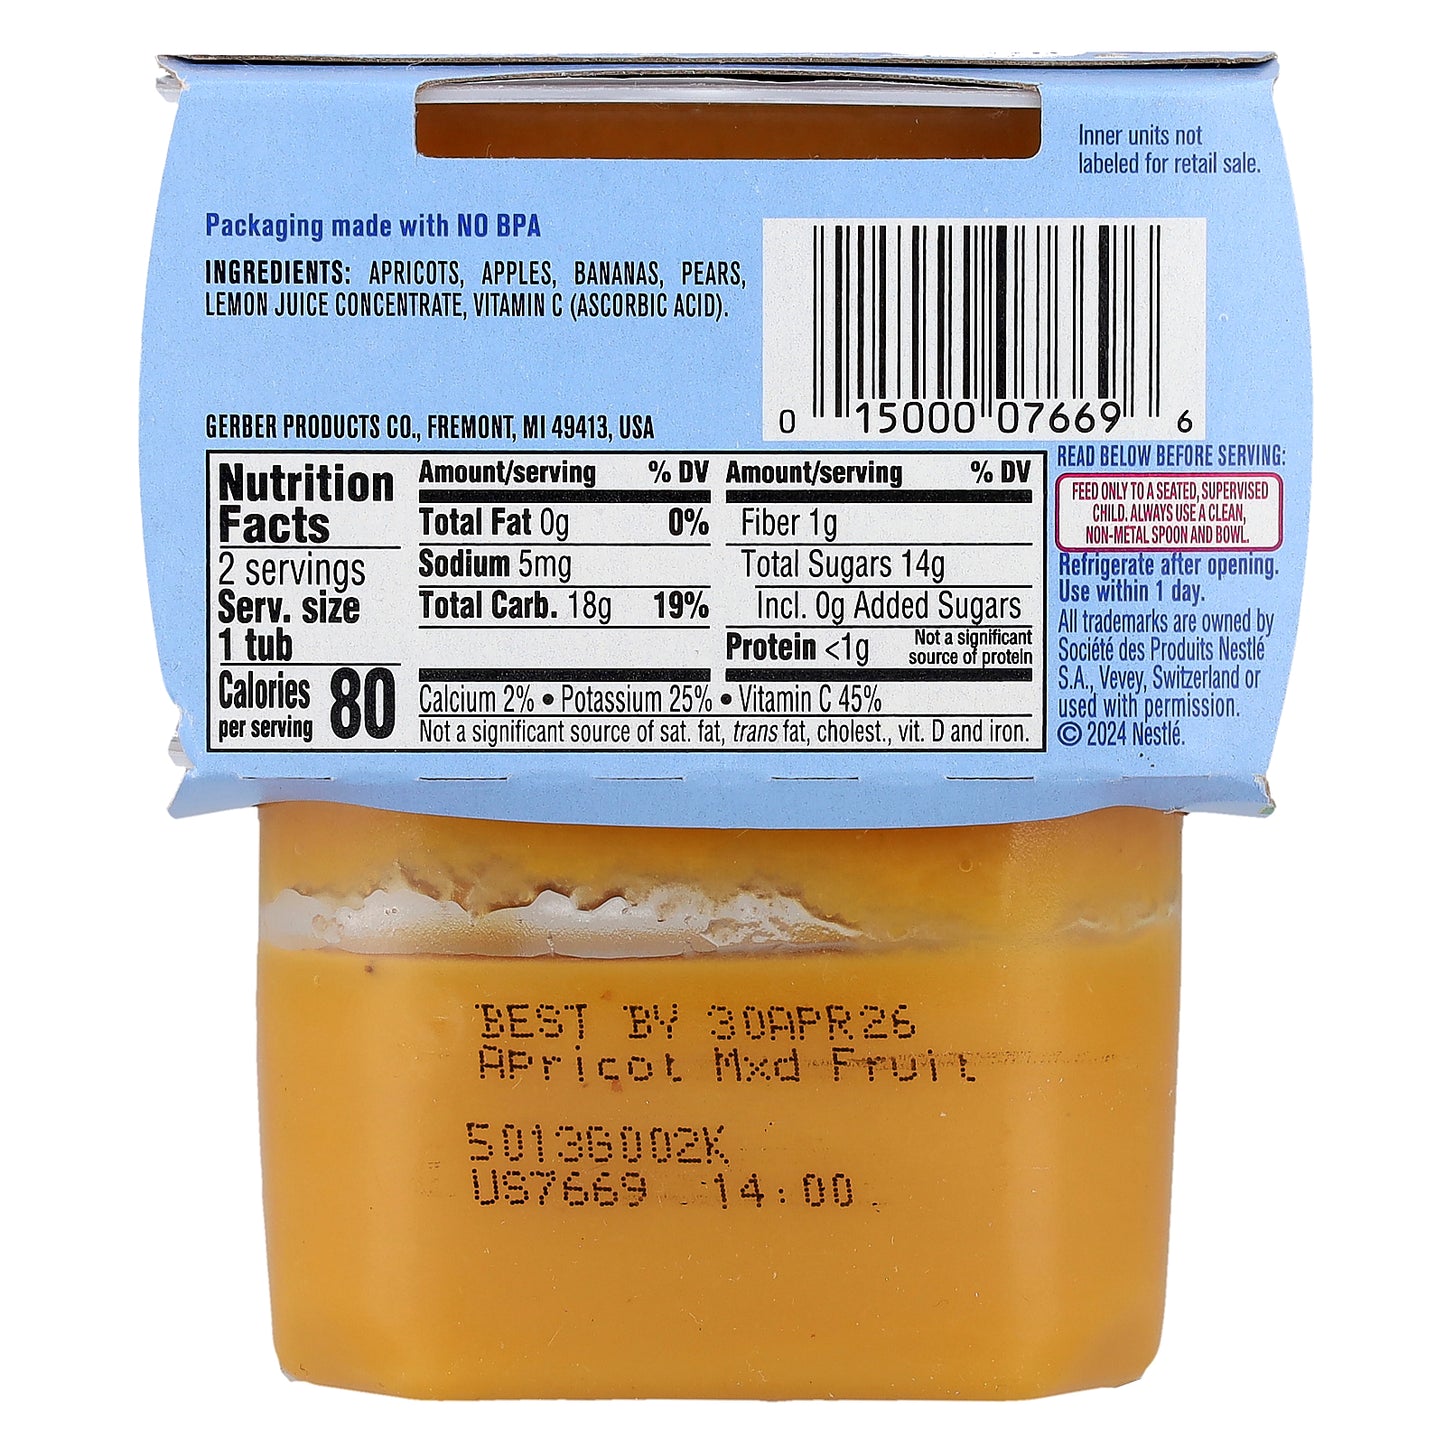 Inner units not
labeled for retail sale.
Packaging made with NO BPA
INGREDIENTS: APRICOTS, APPLES, BANANAS, PEARS,
LEMON JUICE CONCENTRATE, VITAMIN C (ASCORBIC ACID).
0 15000 07669 6
GERBER PRODUCTS CO., FREMONT, MI 49413, USA
Nutrition
Facts
2 servings
Serv. size
1 tub
Calories
per serving 80
Amount/serving % DV
Total Fat 0g 0%
Sodium 5mg
Total Carb. 18g 19%
Amount/serving % DV
Fiber 1g
Total Sugars 14g
Incl. 0g Added Sugars
Protein <1g Not a significant
source of protein
Calcium 2% • Potassium 25% • Vitamin C 45%
Not a significant source of sat. fat, trans fat, cholest., vit. D and iron.
READ BELOW BEFORE SERVING:
FEED ONLY TO A SEATED, SUPERVISED
CHILD. ALWAYS USE A CLEAN,
NON-METAL SPOON AND BOWL.
Refrigerate after opening.
Use within 1 day.
All trademarks are owned by
Société des Produits Nestlé
S.A., Vevey, Switzerland or
used with permission.
© 2024 Nestlé.
BEST BY 30APR26
APricot Mxd Fruit
50136002K
US7669 14:00